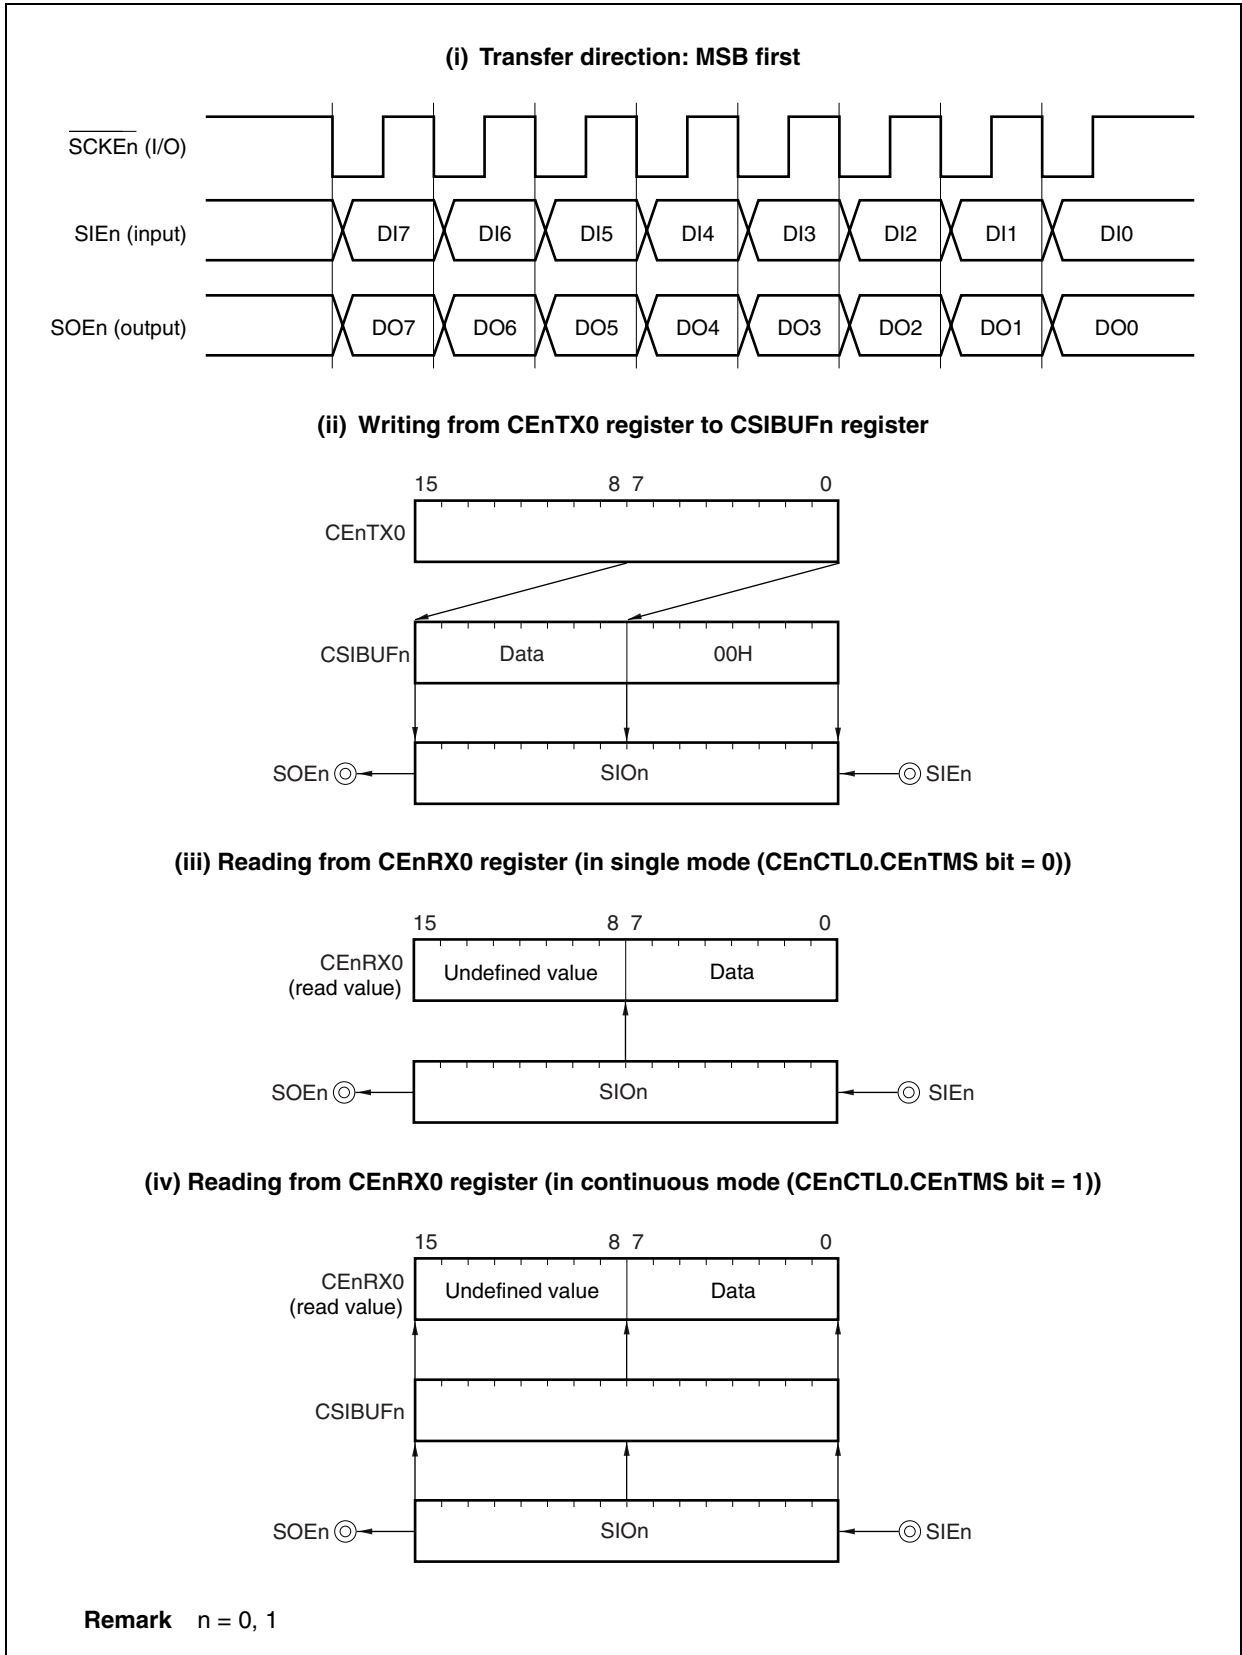 (i) Transfer direction: MSB first
SCKEn (I/O)
SIEn (input) DI7 DI6 DI5 DI4 DI3 DI2 DI1 DI0
SOEn (output) DO7 DO6 DO5 DO4 DO3 DO2 DO1 DO0
(ii) Writing from CEnTX0 register to CSIBUFn register
15 8 7 0
CEnTX0
CSIBUFn Data 00H
SOEn SIOn SIEn
(iii) Reading from CEnRX0 register (in single mode (CEnCTL0.CEnTMS bit = 0))
15 8 7 0
CEnRX0
(read value) Undefined value Data
SOEn SIOn SIEn
(iv) Reading from CEnRX0 register (in continuous mode (CEnCTL0.CEnTMS bit = 1))
15 8 7 0
CEnRX0
(read value) Undefined value Data
CSIBUFn
SOEn SIOn SIEn
Remark n = 0, 1